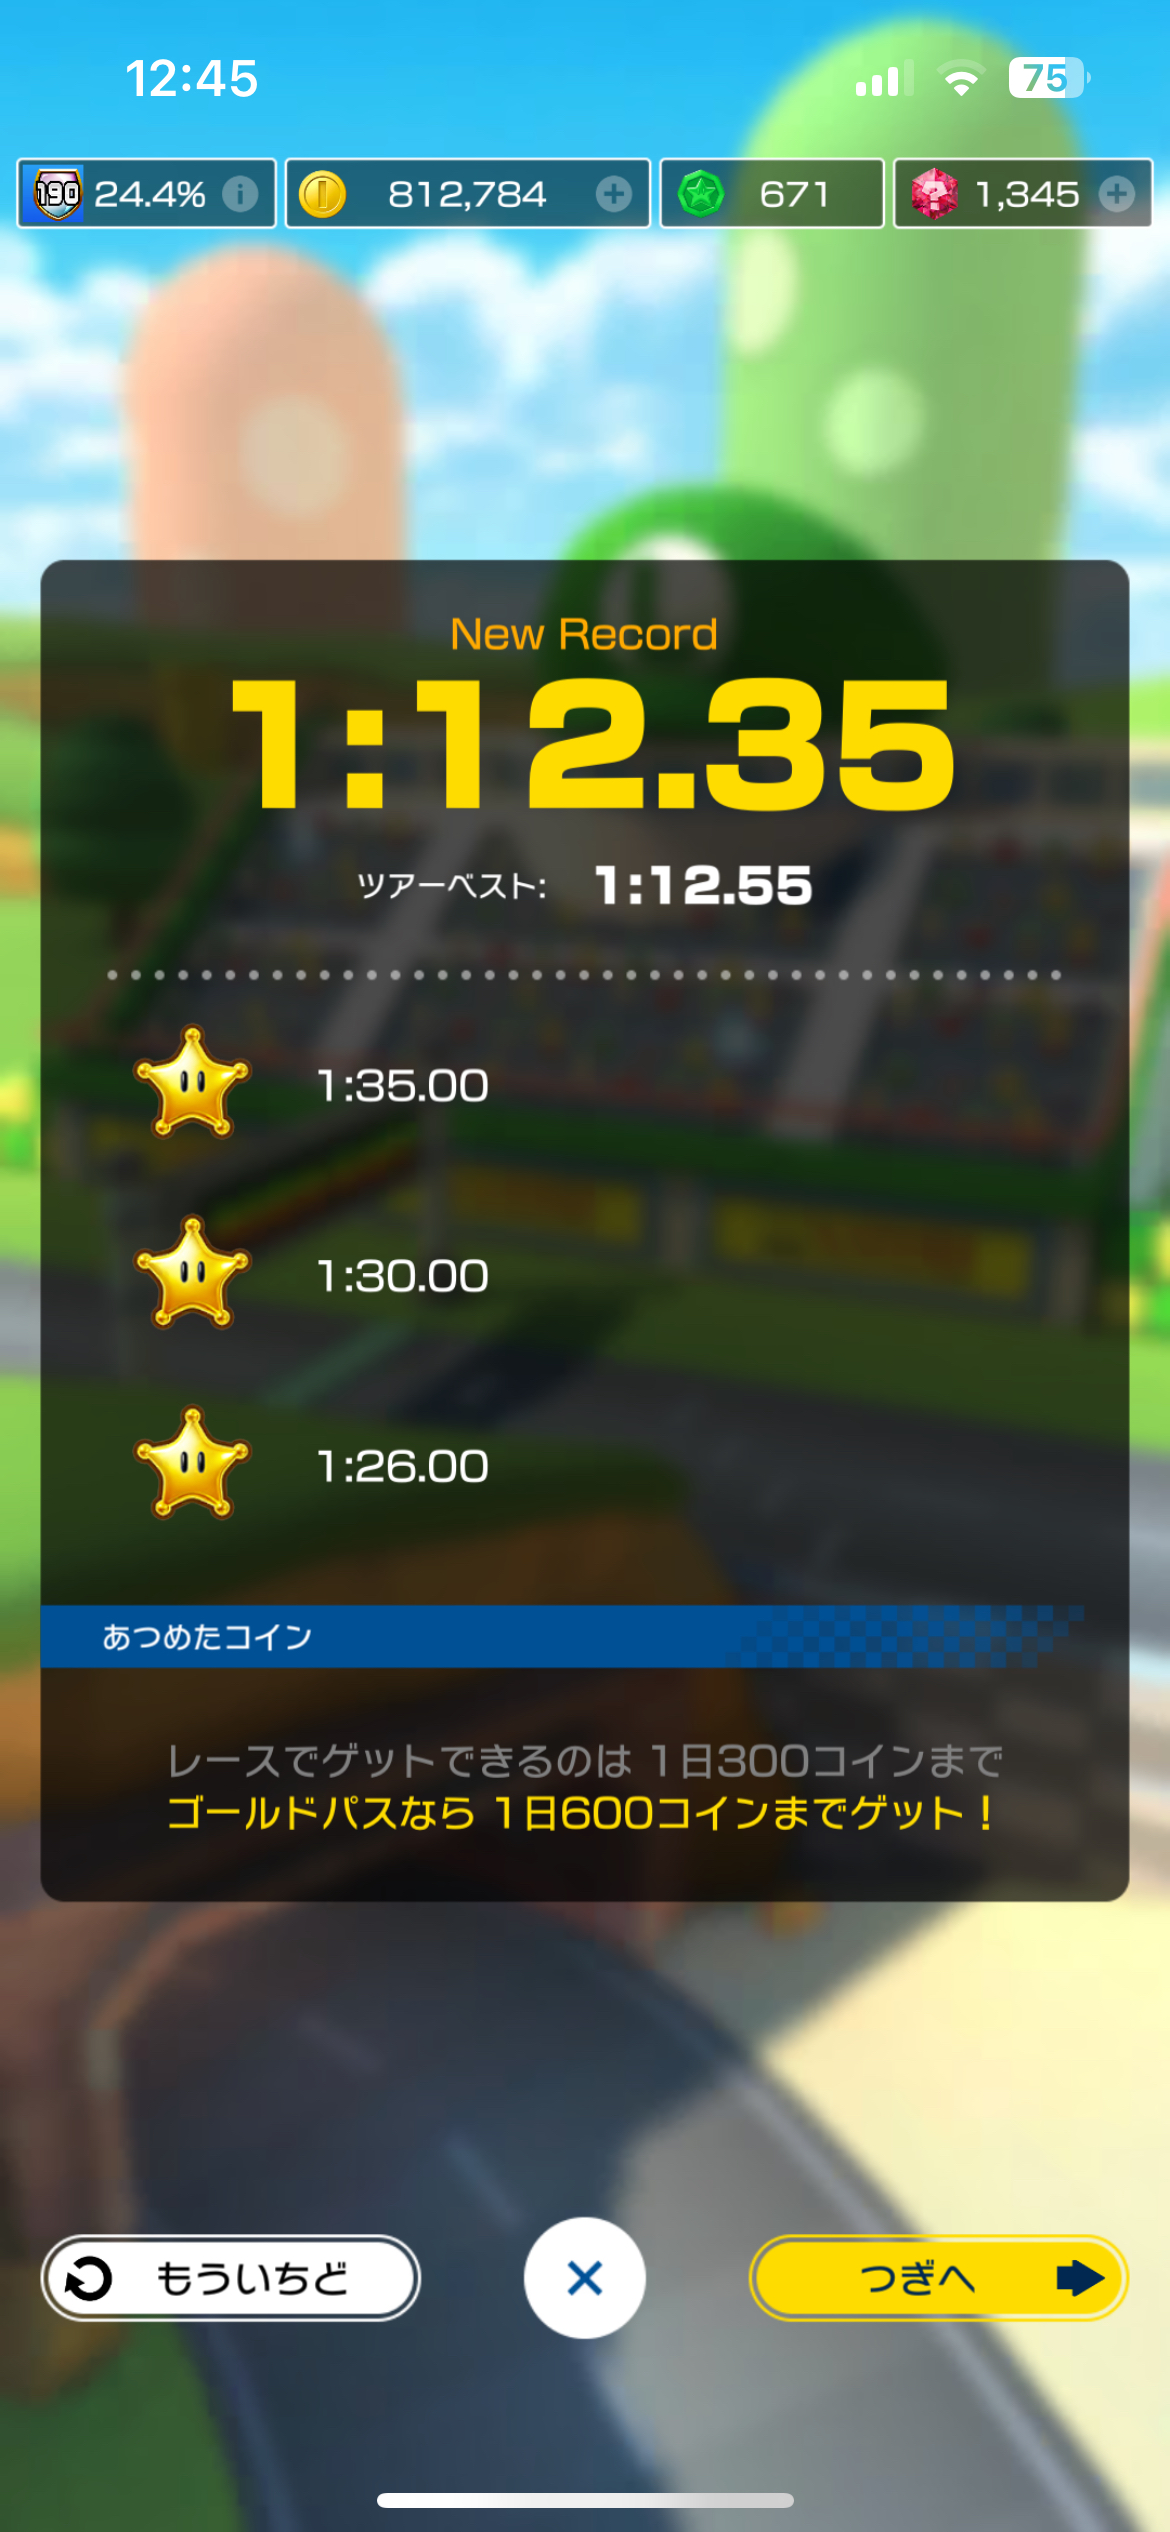 12:45
75
190 24.4% i 812,784 + 671 1,345 +
New Record
1:12.35
ツアーベスト: 1:12.55
1:35.00
1:30.00
1:26.00
あつめたコイン
レースでゲットできるのは 1日300コインまで
ゴールドパスなら 1日600コインまでゲット！
もういちど
つぎへ